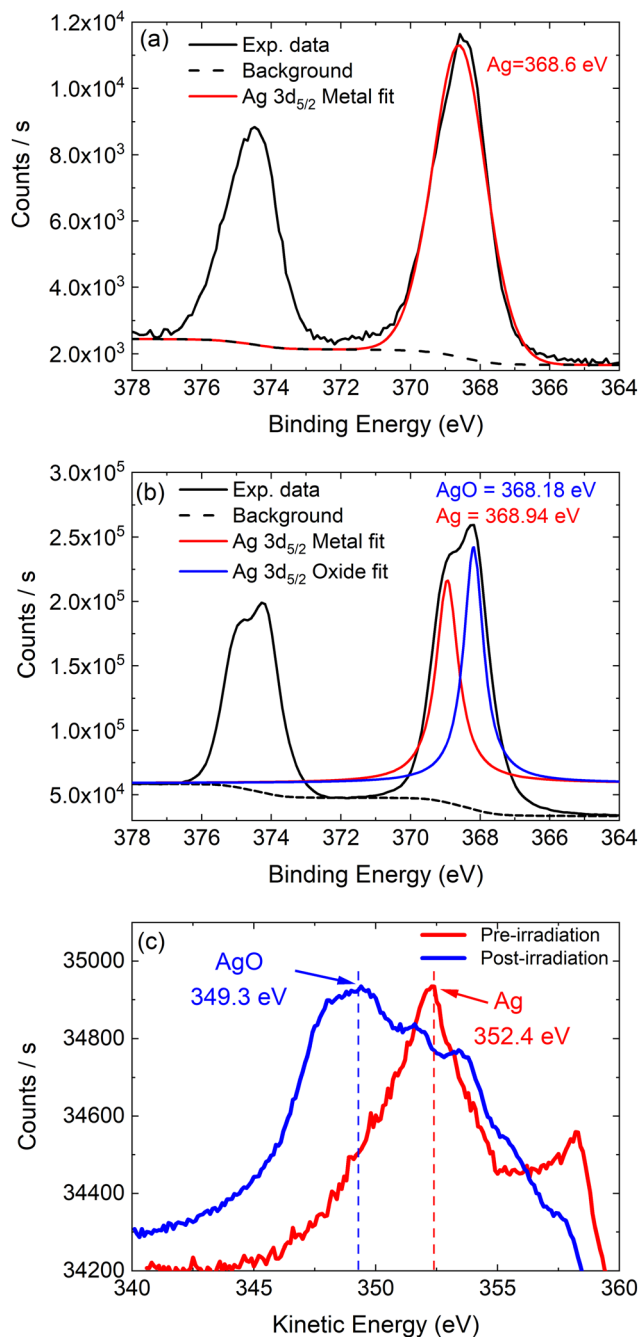 (a)
Exp. data
Background
Ag 3d5/2 Metal fit
Ag=368.6 eV
1.2x10⁴
1.0x10⁴
8.0x10³
6.0x10³
4.0x10³
2.0x10³
Counts / s
378 376 374 372 370 368 366 364
Binding Energy (eV)
(b)
Exp. data
Background
Ag 3d5/2 Metal fit
Ag 3d5/2 Oxide fit
AgO = 368.18 eV
Ag = 368.94 eV
3.0x10⁵
2.5x10⁵
2.0x10⁵
1.5x10⁵
1.0x10⁵
5.0x10⁴
Counts / s
378 376 374 372 370 368 366 364
Binding Energy (eV)
(c)
Pre-irradiation
Post-irradiation
AgO
349.3 eV
Ag
352.4 eV
35000
34800
34600
34400
34200
Counts / s
340 345 350 355 360
Kinetic Energy (eV)